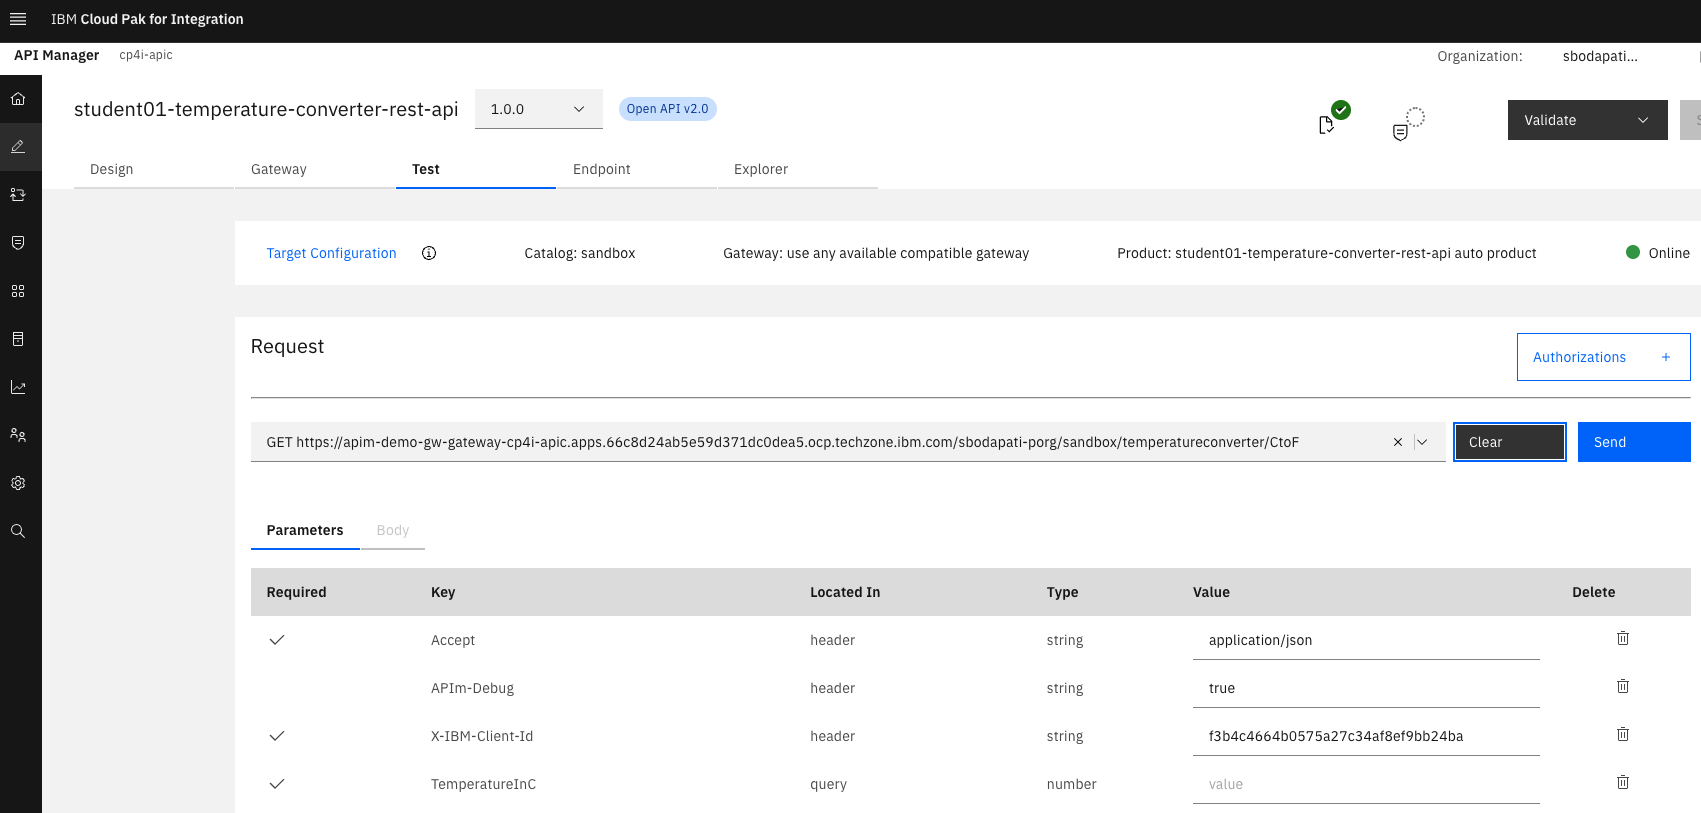 IBM Cloud Pak for Integration
API Manager cp4i-apic Organization: sbodapati...
student01-temperature-converter-rest-api 1.0.0 Open API v2.0 Validate
Design Gateway Test Endpoint Explorer
Target Configuration Catalog: sandbox Gateway: use any available compatible gateway Product: student01-temperature-converter-rest-api auto product Online
Request
Authorizations +
GET https://apim-demo-gw-gateway-cp4i-apic.apps.66c8d24ab5e59d371dc0dea5.ocp.techzone.ibm.com/sbodapati-porg/sandbox/temperatureconverter/CtoF Clear Send
Parameters Body
Required Key Located In Type Value Delete
Accept header string application/json
APIm-Debug header string true
X-IBM-Client-Id header string f3b4c4664b0575a27c34af8ef9bb24ba
TemperatureInC query number value